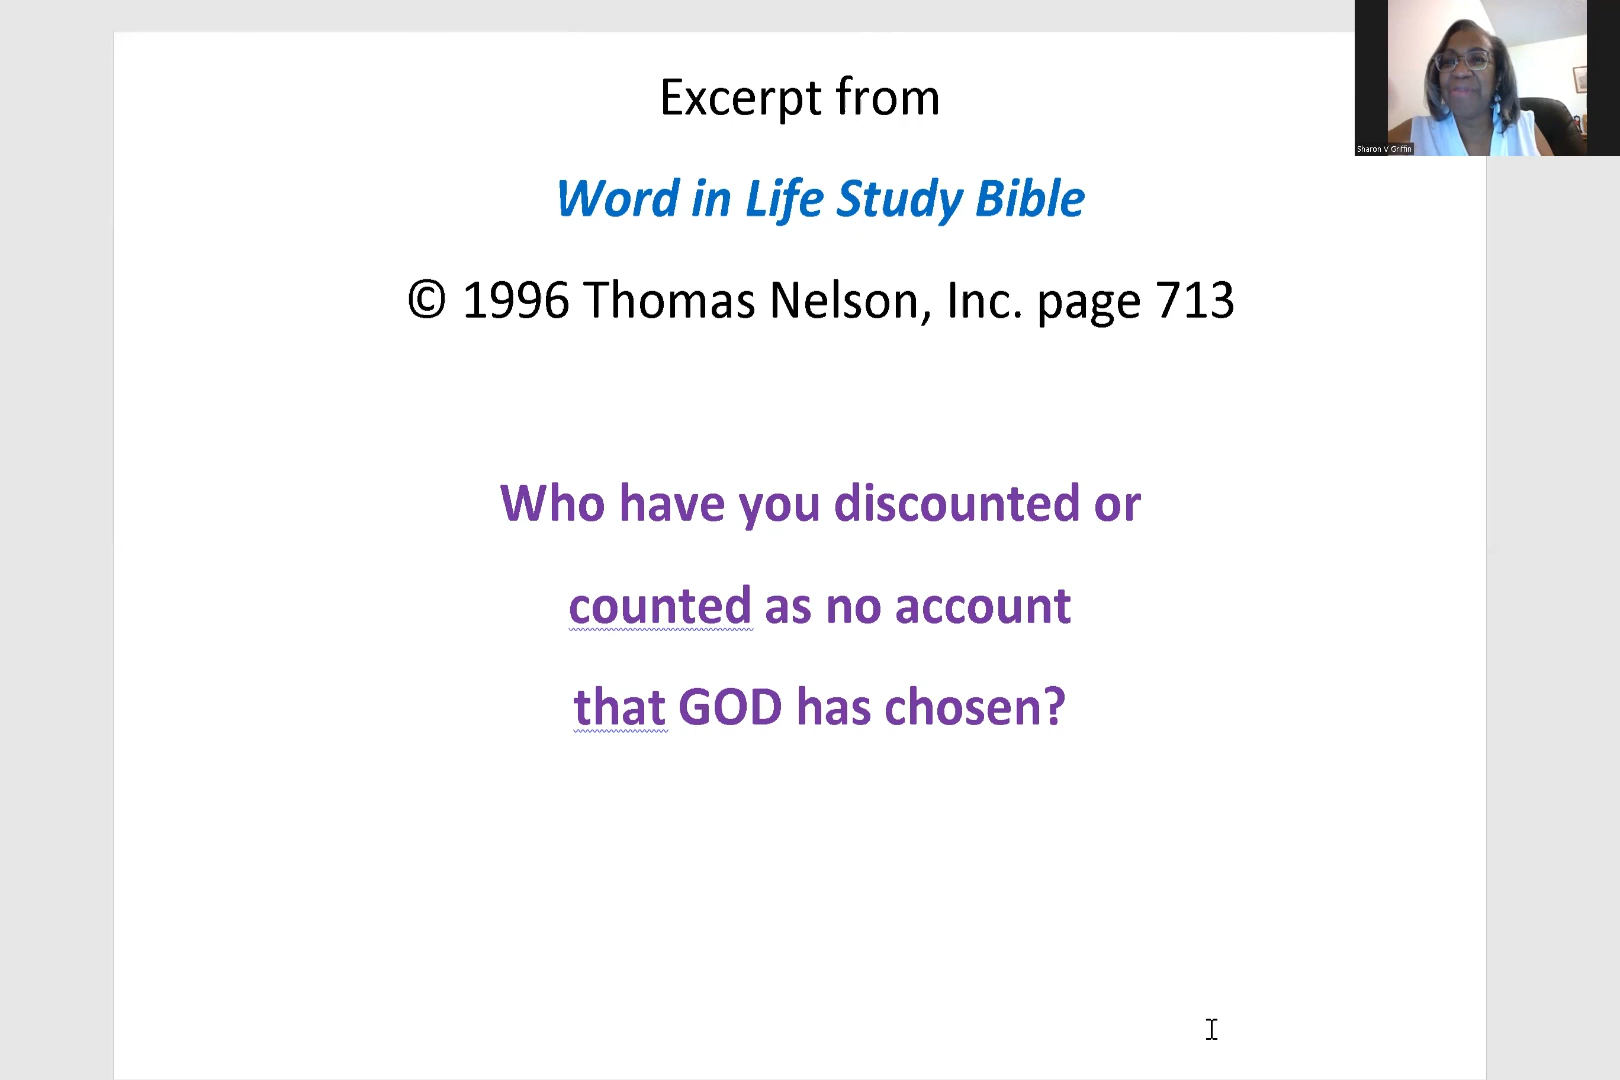 Excerpt from
Word in Life Study Bible
© 1996 Thomas Nelson, Inc. page 713
Who have you discounted or
counted as no account
that GOD has chosen?
Sharon V Griffin